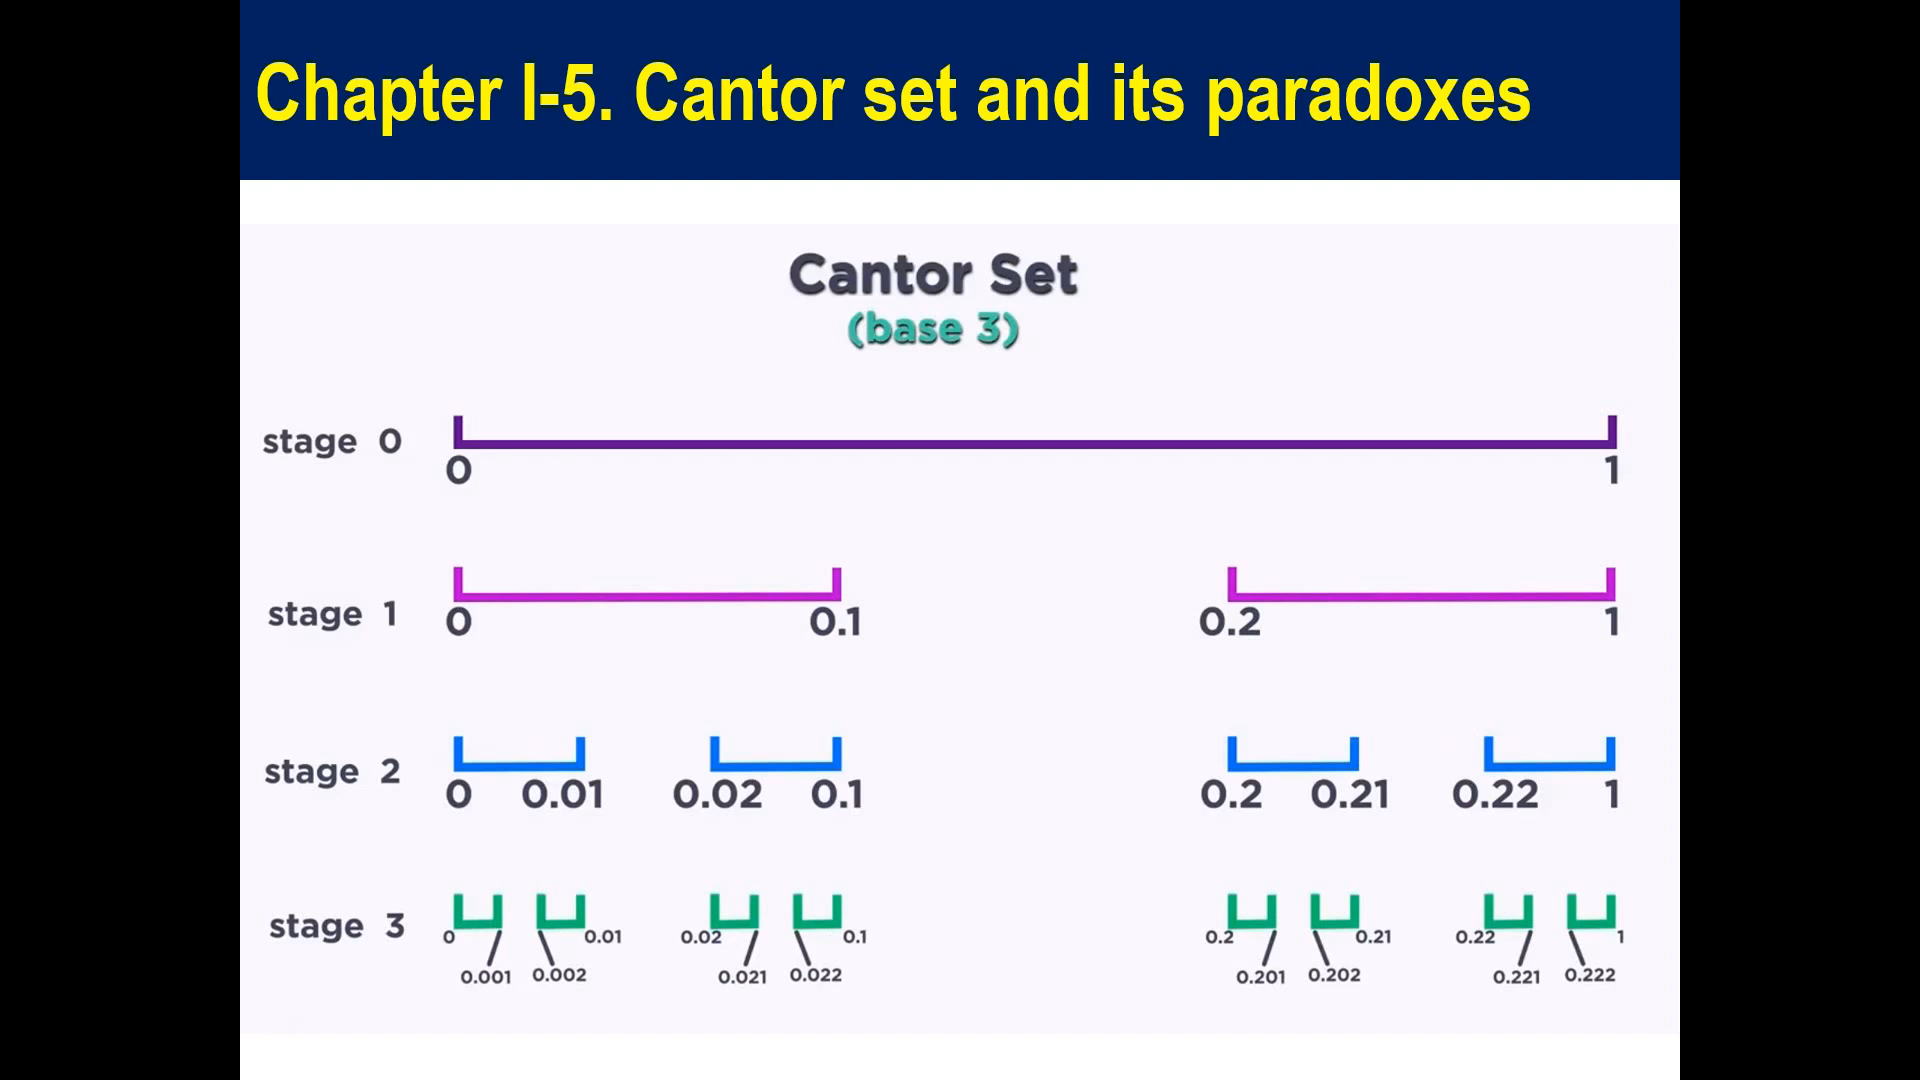 Chapter I-5. Cantor set and its paradoxes
Cantor Set
(base 3)
stage 0
0 1
stage 1
0 0.1 0.2 1
stage 2
0 0.01 0.02 0.1 0.2 0.21 0.22 1
stage 3
0 0.01 0.02 0.1 0.2 0.21 0.22 1
0.001 0.002 0.021 0.022 0.201 0.202 0.221 0.222